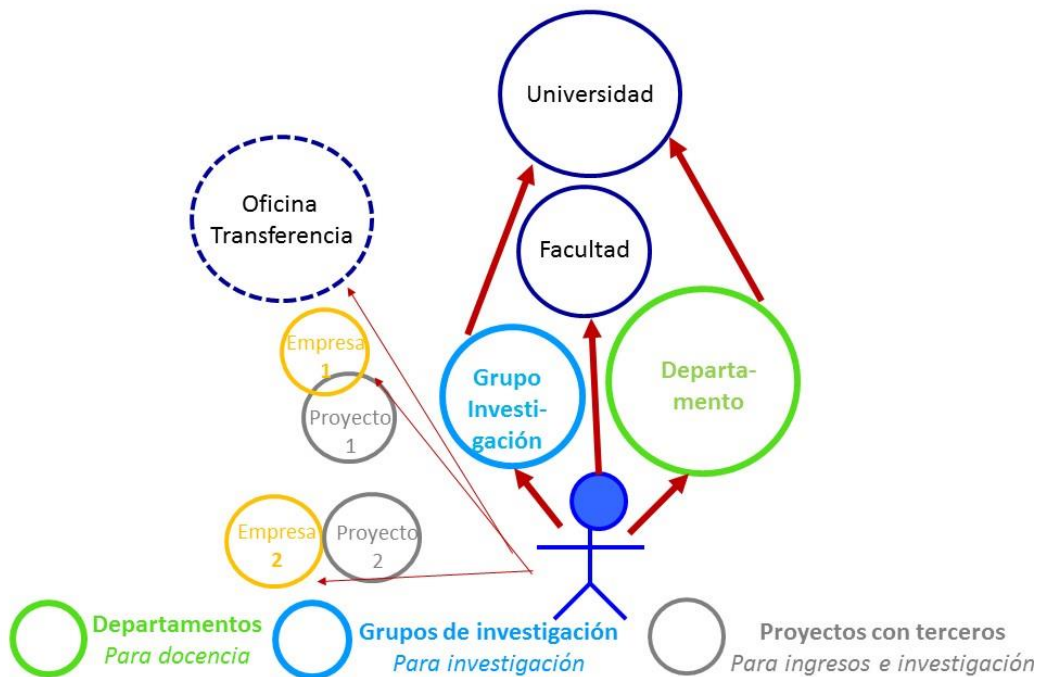 Universidad
Oficina
Transferencia
Facultad
Empresa
1
Proyecto
1
Grupo
Investi-
gación
Departa-
mento
Empresa
2
Proyecto
2
Departamentos
Para docencia
Grupos de investigación
Para investigación
Proyectos con terceros
Para ingresos e investigación